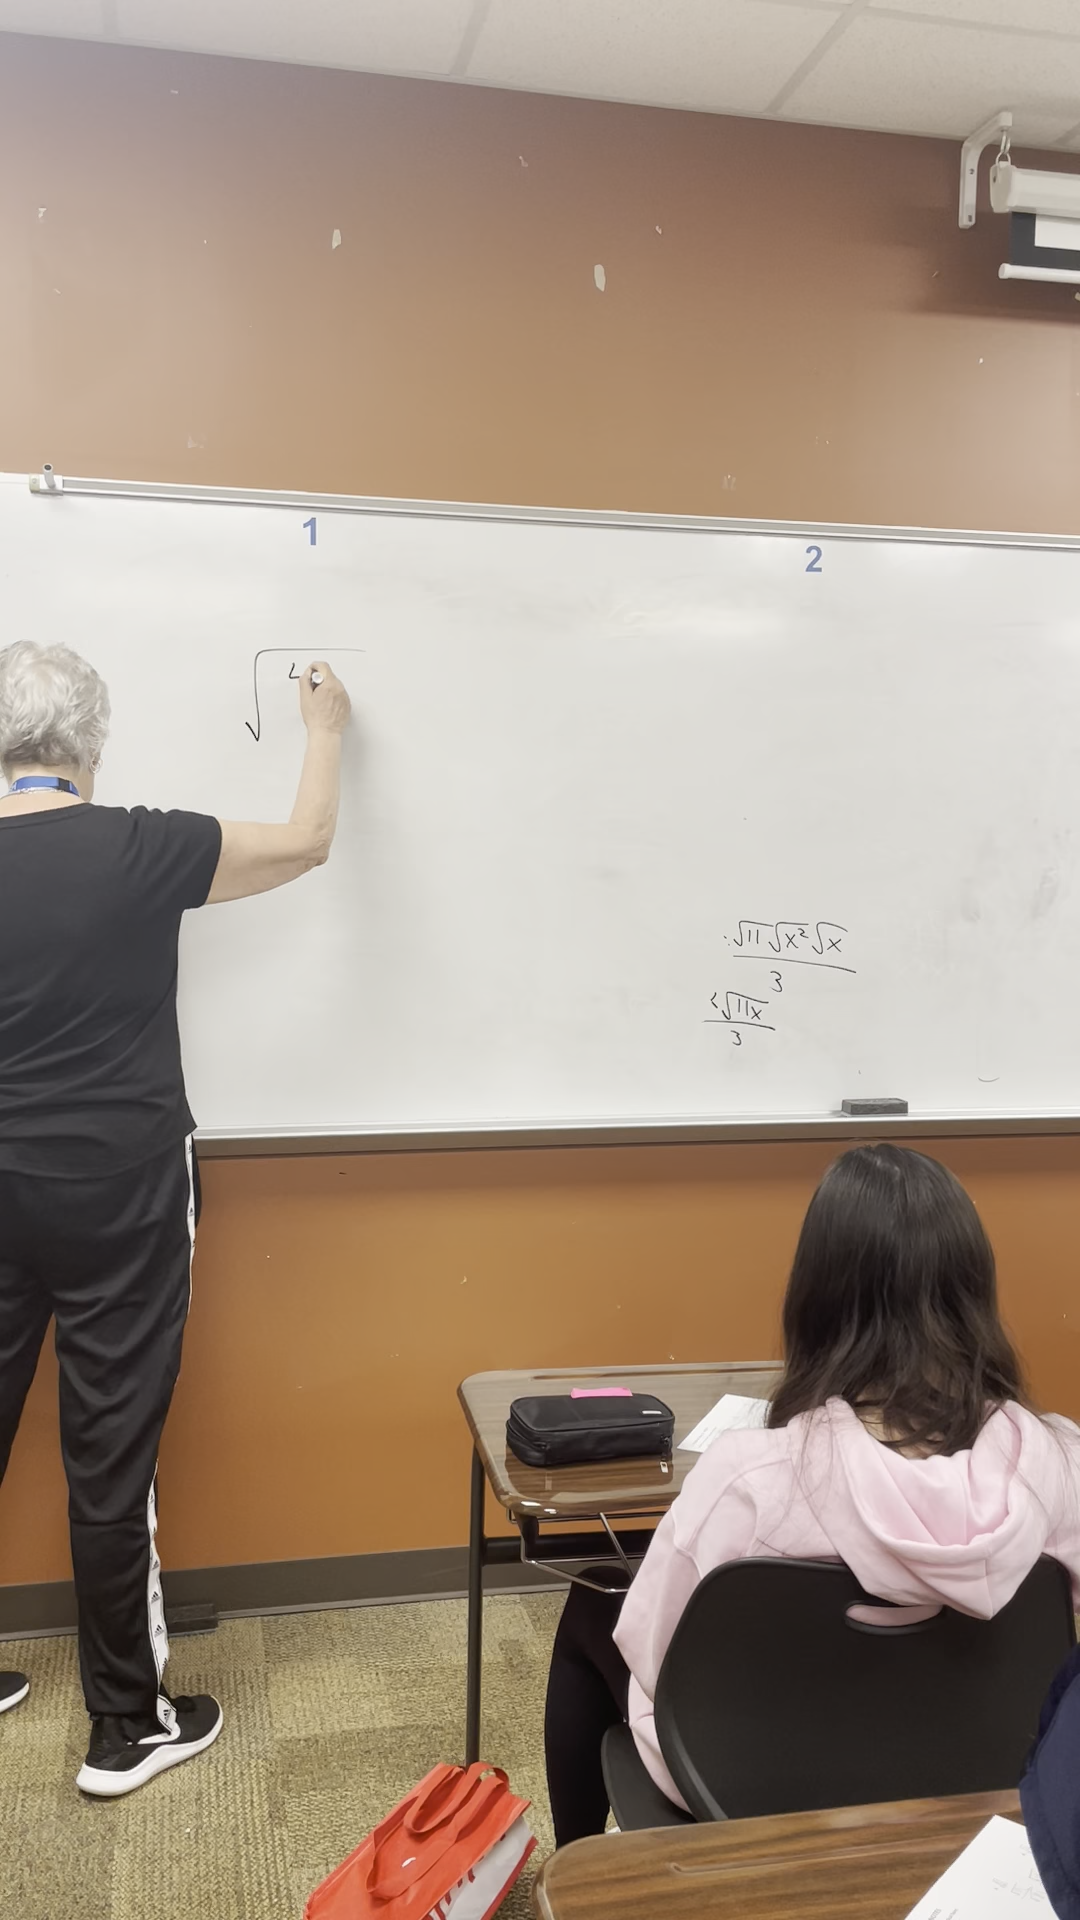 1
2
√
√11 √x² √x
3
√11x
3